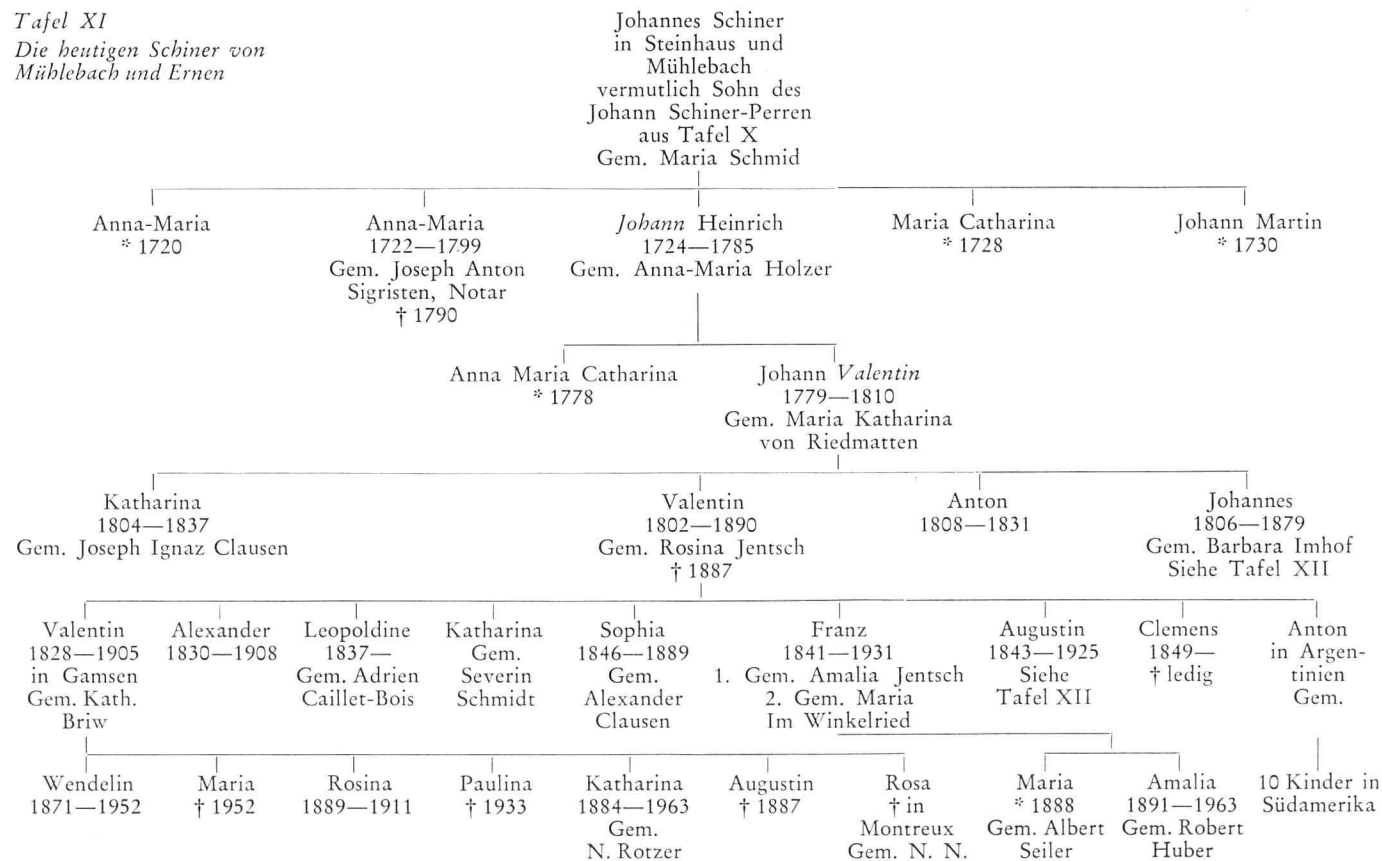 Tafel XI
Die heutigen Schiner von
Mühlebach und Ernen
Johannes Schiner
in Steinhaus und
Mühlebach
vermutlich Sohn des
Johann Schiner-Perren
aus Tafel X
Gem. Maria Schmid
Anna-Maria
* 1720
Anna-Maria
1722—1799
Gem. Joseph Anton
Sigristen, Notar
† 1790
Johann Heinrich
1724—1785
Gem. Anna-Maria Holzer
Maria Catharina
* 1728
Johann Martin
* 1730
Anna Maria Catharina
* 1778
Johann Valentin
1779—1810
Gem. Maria Katharina
von Riedmatten
Katharina
1804—1837
Gem. Joseph Ignaz Clausen
Valentin
1802—1890
Gem. Rosina Jentsch
† 1887
Anton
1808—1831
Johannes
1806—1879
Gem. Barbara Imhof
Siehe Tafel XII
Valentin
1828—1905
in Gamsen
Gem. Kath.
Briw
Alexander
1830—1908
Leopoldine
1837—
Gem. Adrien
Caillet-Bois
Katharina
Gem.
Severin
Schmidt
Sophia
1846—1889
Gem.
Alexander
Clausen
Franz
1841—1931
1. Gem. Amalia Jentsch
2. Gem. Maria
Im Winkelried
Augustin
1843—1925
Siehe
Tafel XII
Clemens
1849—
† ledig
Anton
in Argen-
tinien
Gem.
Wendelin
1871—1952
Maria
† 1952
Rosina
1889—1911
Paulina
† 1933
Katharina
1884—1963
Gem.
N. Rotzer
Augustin
† 1887
Rosa
† in
Montreux
Gem. N. N.
Maria
* 1888
Gem. Albert
Seiler
Amalia
1891—1963
Gem. Robert
Huber
10 Kinder in
Südamerika